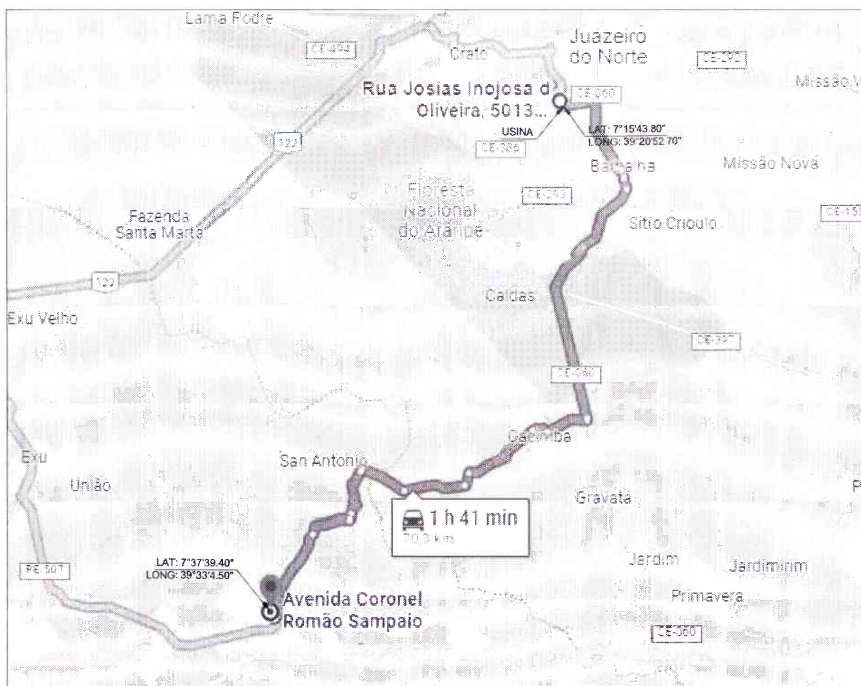 Lama Podre
CE-494
Crato
Juazeiro
do Norte
CE-292
Missão V
Rua Josias Inojosa d
Oliveira, 5013...
CE-060
USINA
LAT: 7°15'43.80"
LONG: 39°20'52.70"
122
CE-386
Barbalha
Missão Nova
Floresta
Nacional
do Araripe
CE-293
Fazenda
Santa Marta
Sítio Crioulo
CE-15
122
Caldas
Exu Velho
CE-397
CE-060
Cacimba
Exu
San Antonio
União
Gravatá
1 h 41 min
70,3 km
PE-507
LAT: 7°37'39.40"
LONG: 39°33'4.50"
Jardim
Jardimirim
Avenida Coronel
Romão Sampaio
Primavera
CE-060